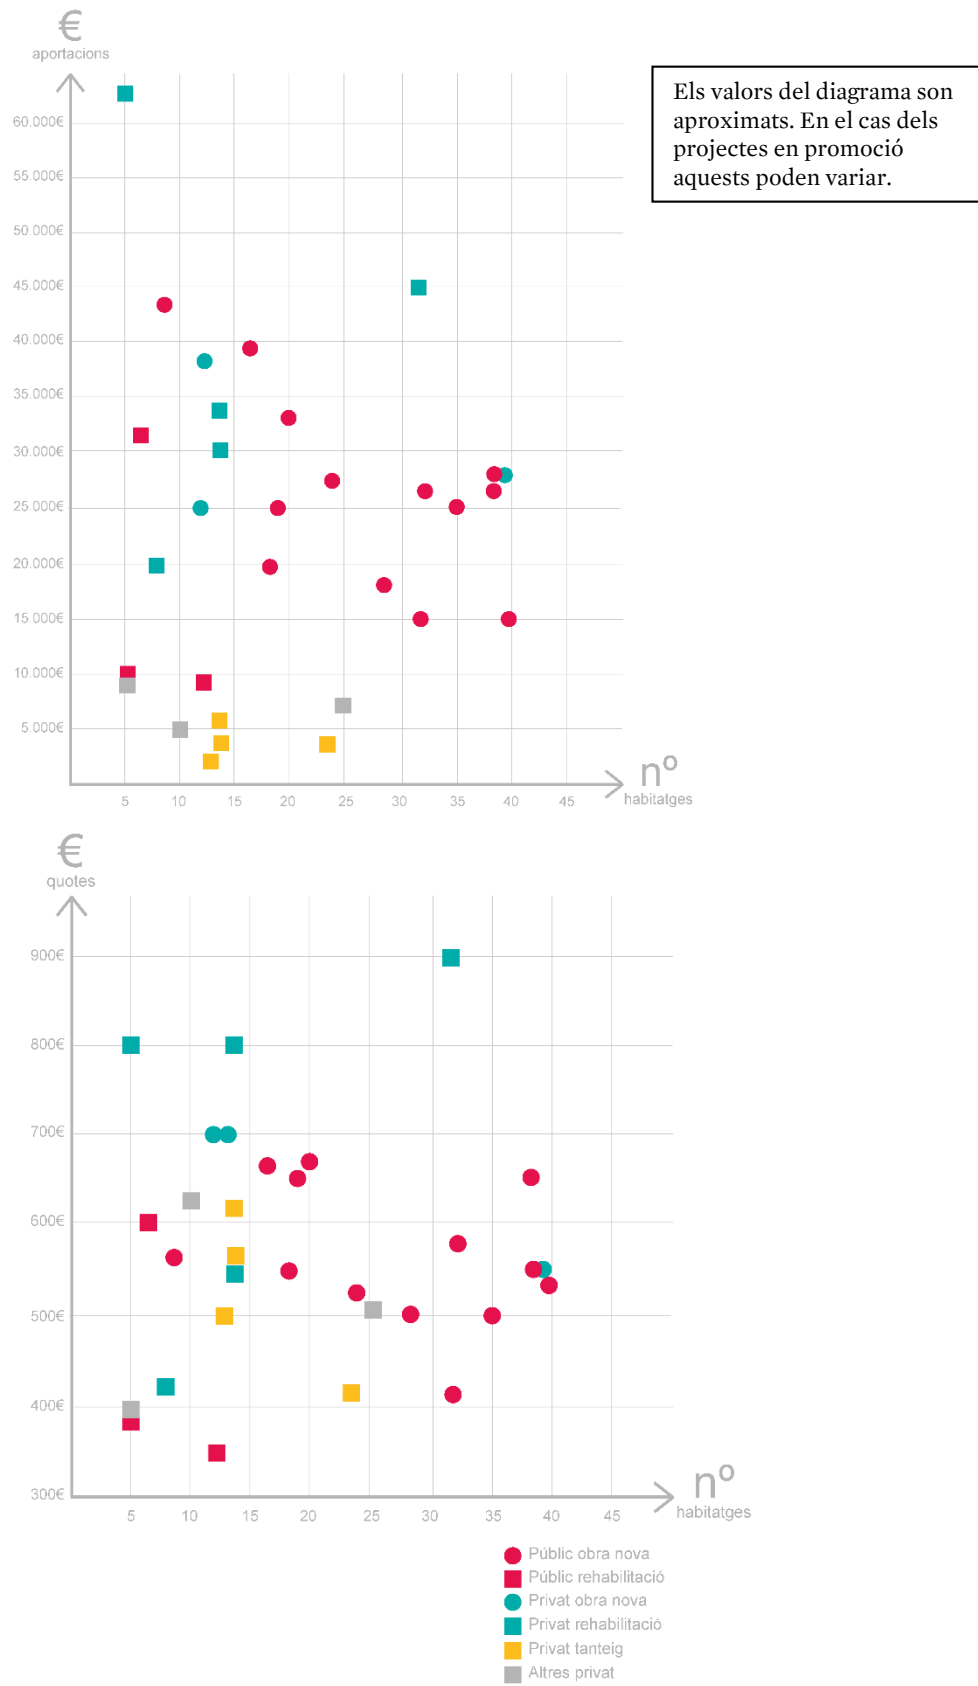 €
aportacions
Els valors del diagrama son
aproximats. En el cas dels
projectes en promoció
aquests poden variar.
60.000€
55.000€
50.000€
45.000€
40.000€
35.000€
30.000€
25.000€
20.000€
15.000€
10.000€
5.000€
nº
habitatges
5 10 15 20 25 30 35 40 45
€
quotes
900€
800€
700€
600€
500€
400€
300€
nº
habitatges
5 10 15 20 25 30 35 40 45
Públic obra nova
Públic rehabilitació
Privat obra nova
Privat rehabilitació
Privat tanteig
Altres privat